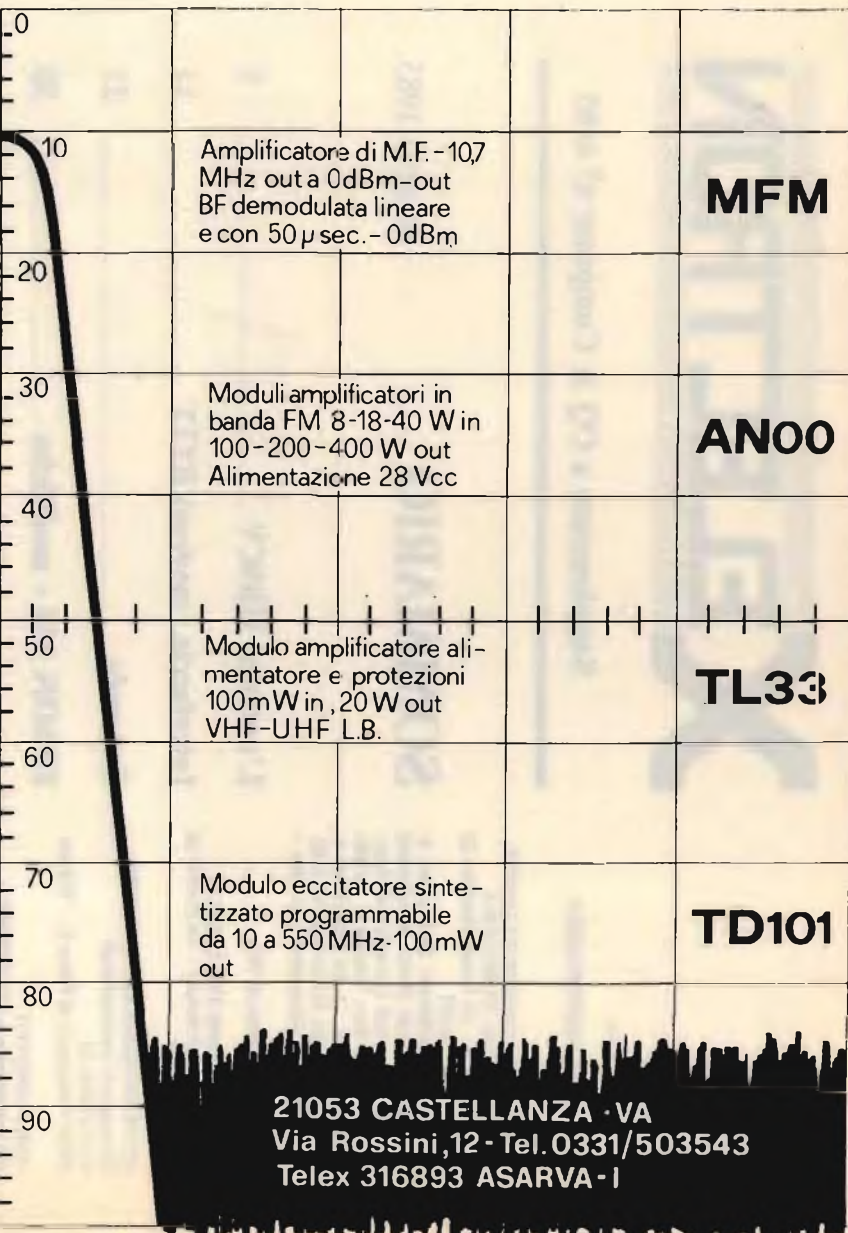 0
10
Amplificatore di M.F.-10,7
MHz out a 0dBm-out
BF demodulata lineare
e con 50 µ sec.-0dBm
MFM
20
30
Moduli amplificatori in
banda FM 8-18-40 W in
100-200-400 W out
Alimentazione 28 Vcc
AN00
40
50
Modulo amplificatore ali-
mentatore e protezioni
100mW in, 20 W out
VHF-UHF L.B.
TL33
60
70
Modulo eccitatore sinte-
tizzato programmabile
da 10 a 550 MHz-100mW
out
TD101
80
90
21053 CASTELLANZA - VA
Via Rossini,12 - Tel. 0331/503543
Telex 316893 ASARVA-I